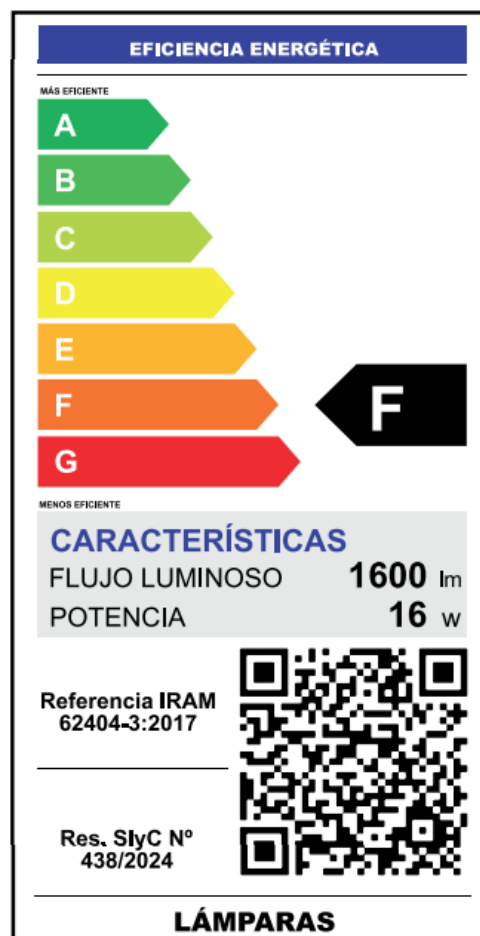 EFICIENCIA ENERGÉTICA
MÁS EFICIENTE
A
B
C
D
E
F
F
G
MENOS EFICIENTE
CARACTERÍSTICAS
FLUJO LUMINOSO 1600 lm
POTENCIA 16 w
Referencia IRAM
62404-3:2017
Res. SIyC Nº
438/2024
LÁMPARAS